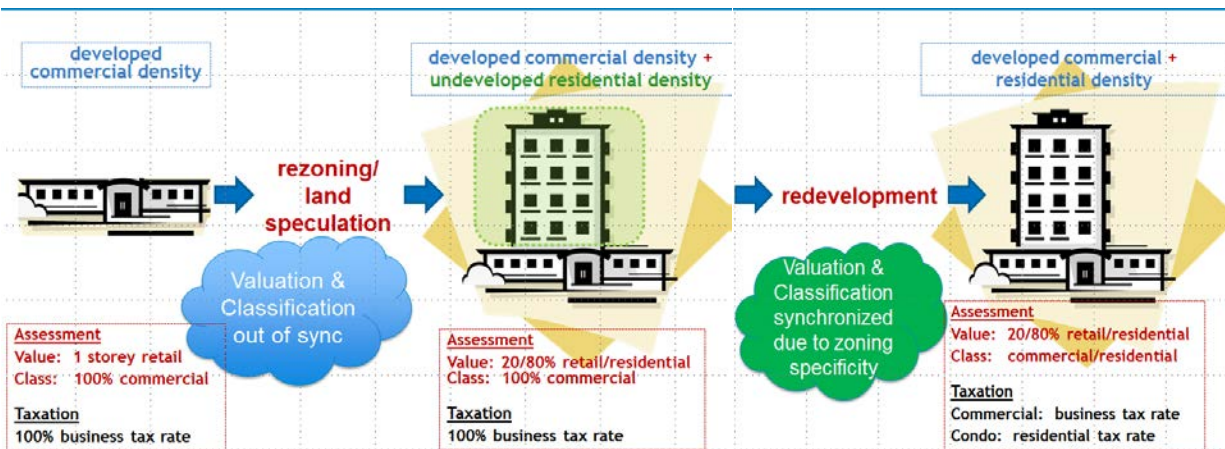 developed
commercial density
rezoning/
land
speculation
Valuation &
Classification
out of sync
Assessment
Value: 1 storey retail
Class: 100% commercial
Taxation
100% business tax rate
developed commercial density +
undeveloped residential density
Assessment
Value: 20/80% retail/residential
Class: 100% commercial
Taxation
100% business tax rate
redevelopment
Valuation &
Classification
synchronized
due to zoning
specificity
developed commercial +
residential density
Assessment
Value: 20/80% retail/residential
Class: commercial/residential
Taxation
Commercial: business tax rate
Condo: residential tax rate